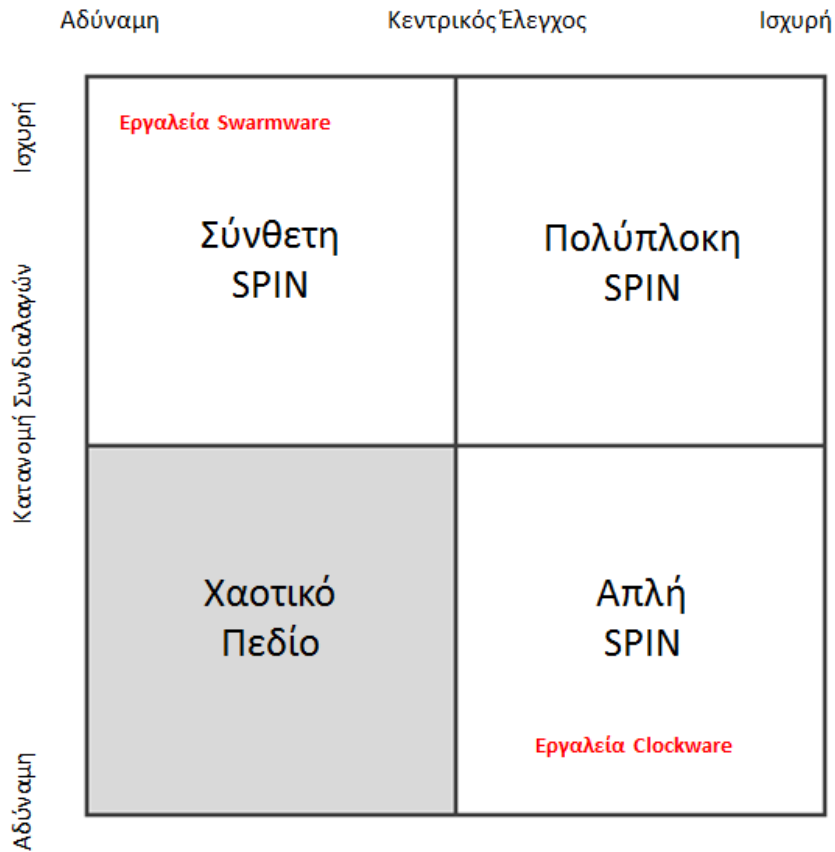 Αδύναμη Κεντρικός Έλεγχος Ισχυρή
Ισχυρή
Εργαλεία Swarmware
Σύνθετη
SPIN
Πολύπλοκη
SPIN
Κατανομή Συνδιαλαγών
Χαοτικό
Πεδίο
Απλή
SPIN
Εργαλεία Clockware
Αδύναμη